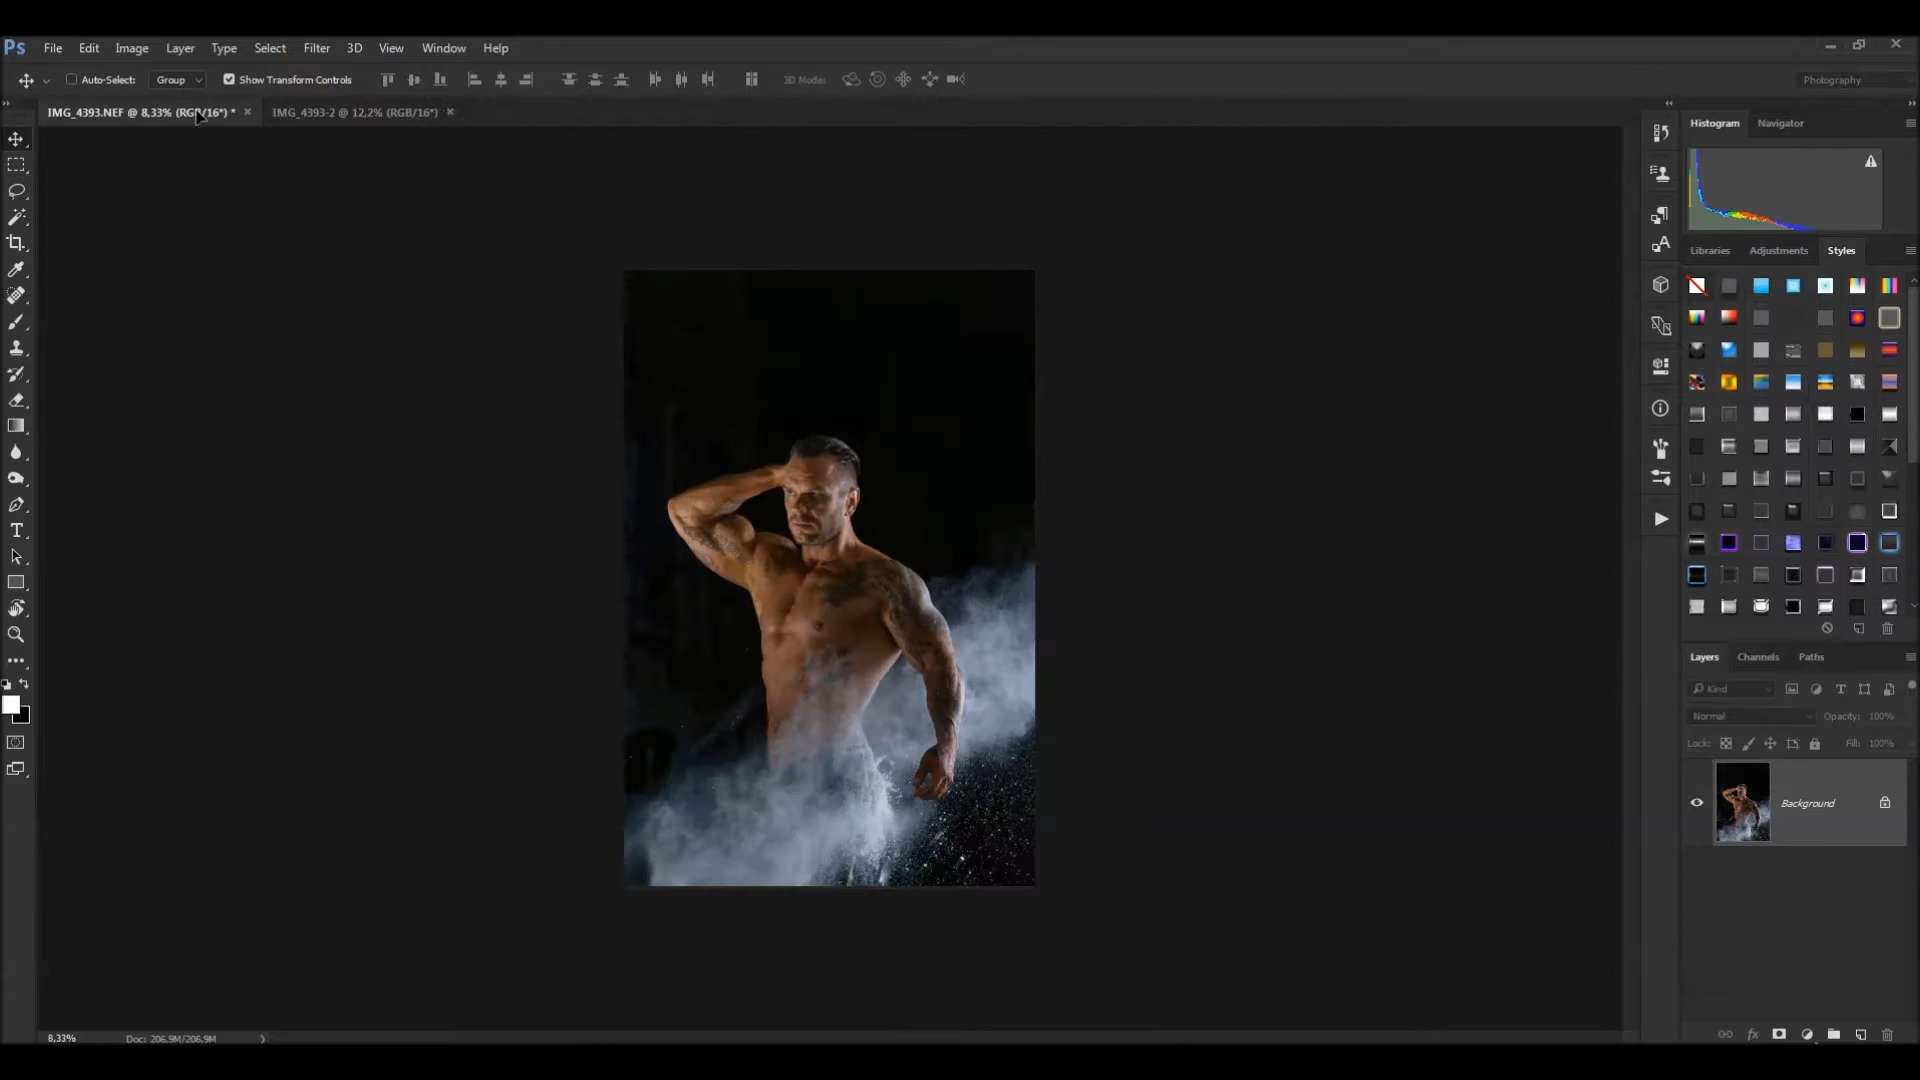 Ps File Edit Image Layer Type Select Filter 3D View Window Help
Auto-Select: Group Show Transform Controls 3D Mode: Photography
IMG_4393.NEF @ 8,33% (RGB/16*) * × IMG_4393-2 @ 12,2% (RGB/16*) ×
Histogram Navigator
Libraries Adjustments Styles
Layers Channels Paths
Kind
Normal Opacity: 100%
Lock: Fill: 100%
Background
fx
8,33% Doc: 206,9M/206,9M